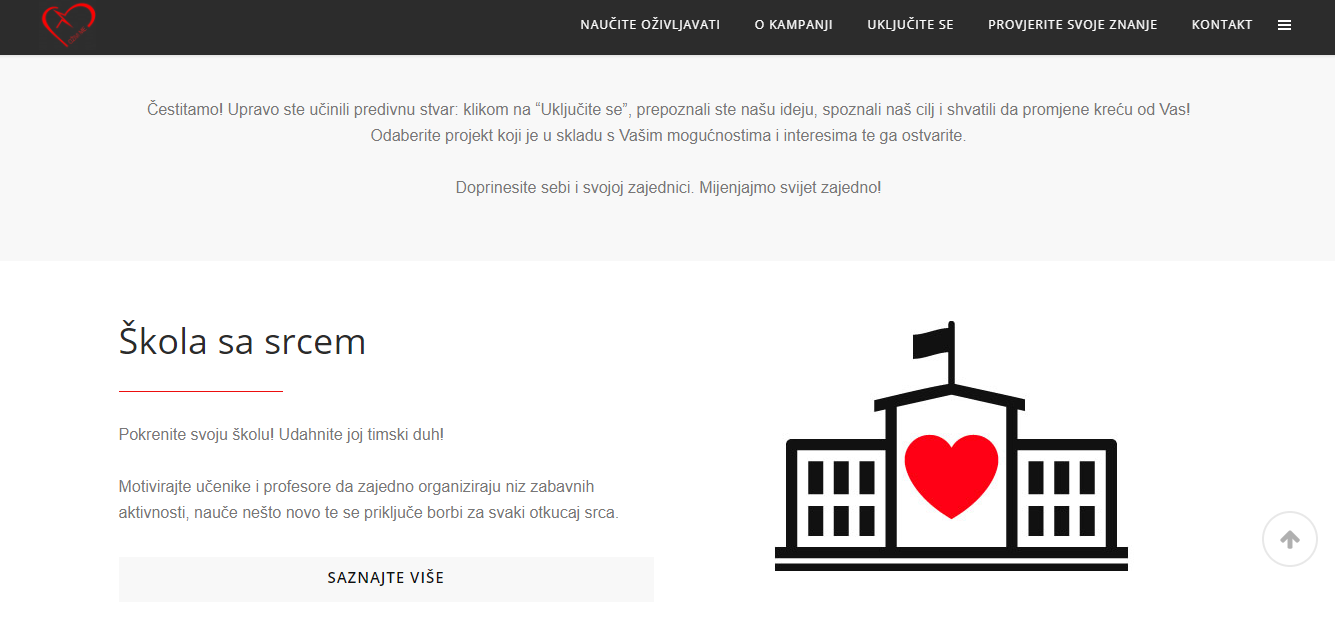 NAUČITE OŽIVLJAVATI O KAMPANJI UKLJUČITE SE PROVJERITE SVOJE ZNANJE KONTAKT
Čestitamo! Upravo ste učinili predivnu stvar: klikom na “Uključite se”, prepoznali ste našu ideju, spoznali naš cilj i shvatili da promjene kreću od Vas!
Odaberite projekt koji je u skladu s Vašim mogućnostima i interesima te ga ostvarite.
Doprinesite sebi i svojoj zajednici. Mijenjajmo svijet zajedno!
Škola sa srcem
Pokrenite svoju školu! Udahnite joj timski duh!
Motivirajte učenike i profesore da zajedno organiziraju niz zabavnih
aktivnosti, nauče nešto novo te se priključe borbi za svaki otkucaj srca.
SAZNAJTE VIŠE